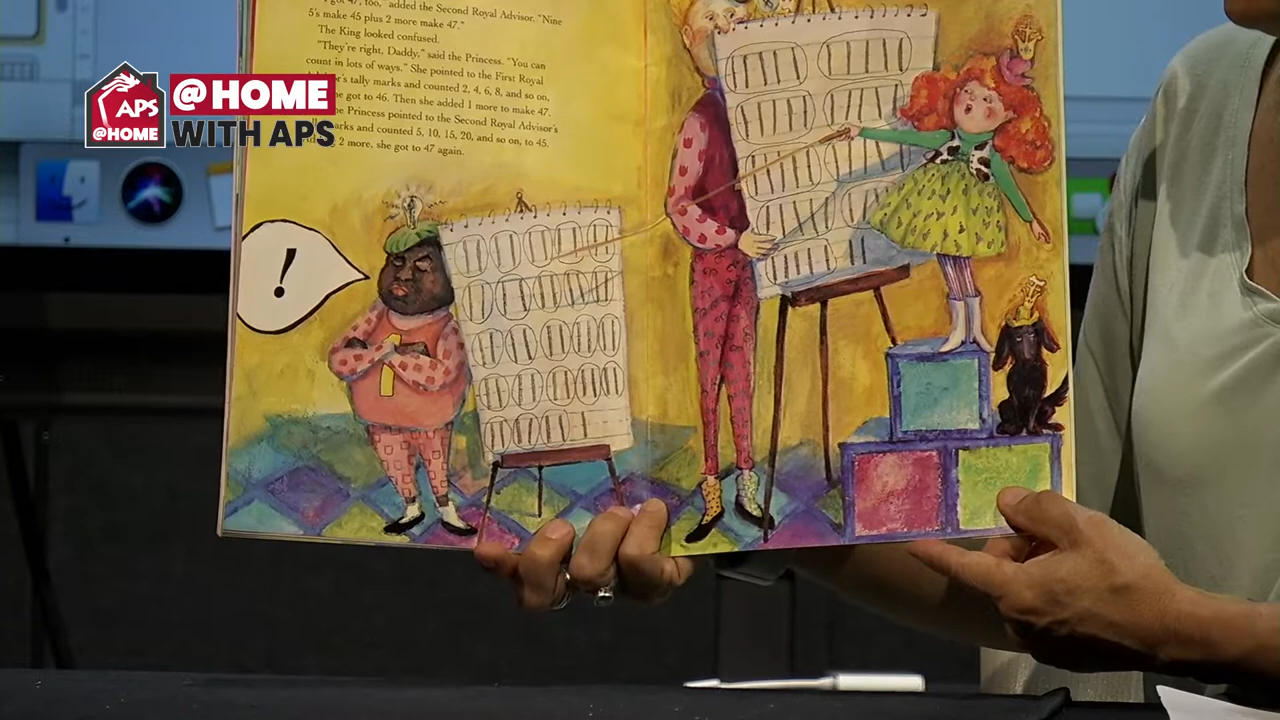 got 47, too," added the Second Royal Advisor. "Nine
5's make 45 plus 2 more make 47."
The King looked confused.
"They're right, Daddy," said the Princess. "You can
count in lots of ways." She pointed to the First Royal
tally marks and counted 2, 4, 6, 8, and so on,
got to 46. Then she added 1 more to make 47.
Princess pointed to the Second Royal Advisor's
marks and counted 5, 10, 15, 20, and so on, to 45.
2 more, she got to 47 again.
APS
@HOME
@HOME
WITH APS
!
1